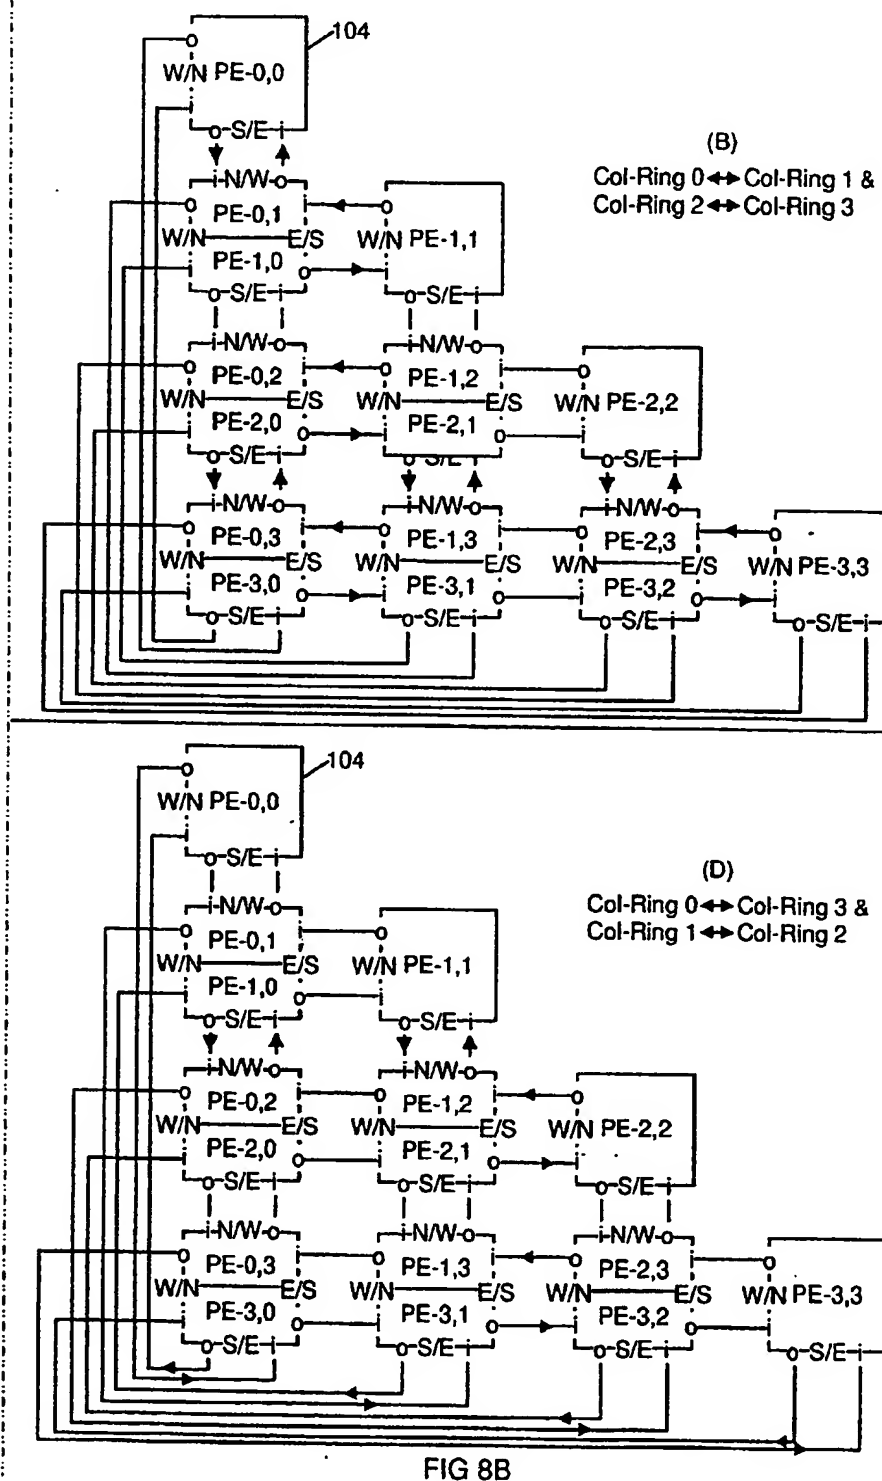 104
W/N PE-0,0
o-S/E-i
i-N/W-o
PE-0,1
W/N E/S W/N PE-1,1
PE-1,0
o-S/E-i o-S/E-i
i-N/W-o i-N/W-o
PE-0,2 PE-1,2
W/N E/S W/N E/S W/N PE-2,2
PE-2,0 PE-2,1
o-S/E-i o-S/E-i o-S/E-i
i-N/W-o i-N/W-o i-N/W-o
PE-0,3 PE-1,3 PE-2,3
W/N E/S W/N E/S W/N E/S W/N PE-3,3
PE-3,0 PE-3,1 PE-3,2
o-S/E-i o-S/E-i o-S/E-i o-S/E-i
(B)
Col-Ring 0↔Col-Ring 1 &
Col-Ring 2↔Col-Ring 3
104
W/N PE-0,0
o-S/E-i
i-N/W-o
PE-0,1
W/N E/S W/N PE-1,1
PE-1,0
o-S/E-i o-S/E-i
i-N/W-o i-N/W-o
PE-0,2 PE-1,2
W/N E/S W/N E/S W/N PE-2,2
PE-2,0 PE-2,1
o-S/E-i o-S/E-i o-S/E-i
i-N/W-o i-N/W-o i-N/W-o
PE-0,3 PE-1,3 PE-2,3
W/N E/S W/N E/S W/N E/S W/N PE-3,3
PE-3,0 PE-3,1 PE-3,2
o-S/E-i o-S/E-i o-S/E-i o-S/E-i
(D)
Col-Ring 0↔Col-Ring 3 &
Col-Ring 1↔Col-Ring 2
FIG 8B